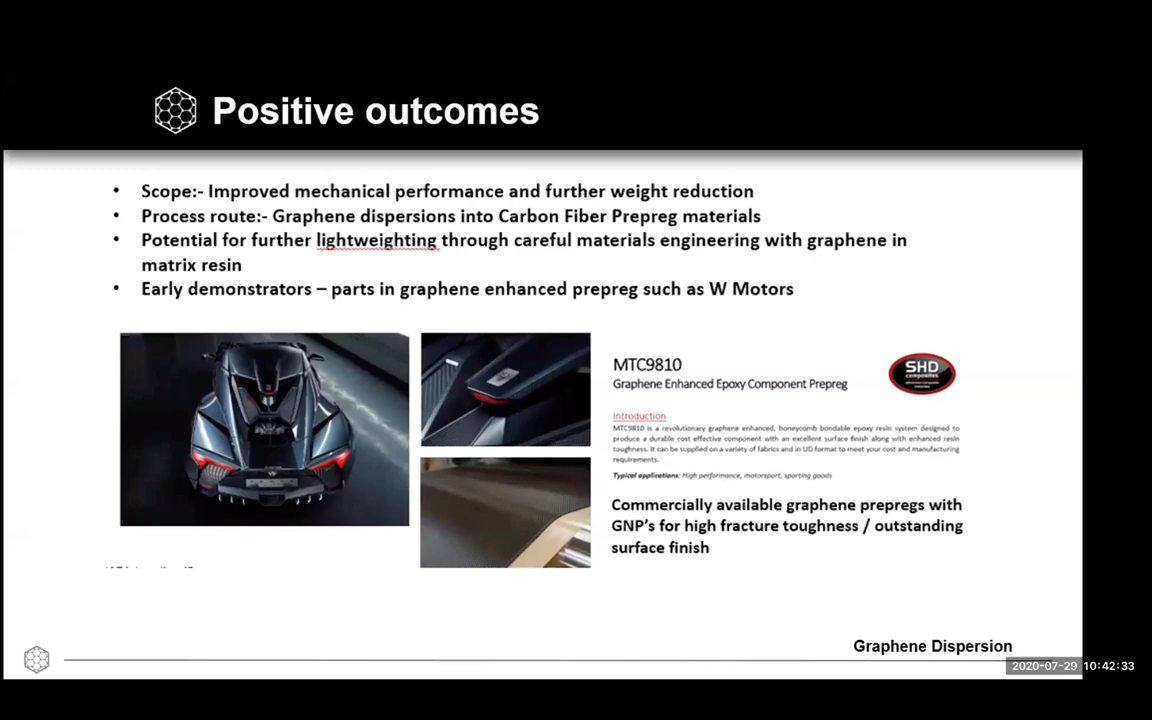 Positive outcomes
• Scope:- Improved mechanical performance and further weight reduction
• Process route:- Graphene dispersions into Carbon Fiber Prepreg materials
• Potential for further lightweighting through careful materials engineering with graphene in
matrix resin
• Early demonstrators – parts in graphene enhanced prepreg such as W Motors
MTC9810
Graphene Enhanced Epoxy Component Prepreg
SHD
composites
Introduction
MTC9810 is a revolutionary graphene enhanced, honeycomb bondable epoxy resin system designed to
produce a durable cost effective component with an excellent surface finish along with enhanced resin
toughness. It can be supplied on a variety of fabrics and in UD format to meet your cost and manufacturing
requirements.
Typical applications: High performance, motorsport, sporting goods
Commercially available graphene prepregs with
GNP's for high fracture toughness / outstanding
surface finish
Graphene Dispersion
2020-07-29 10:42:33